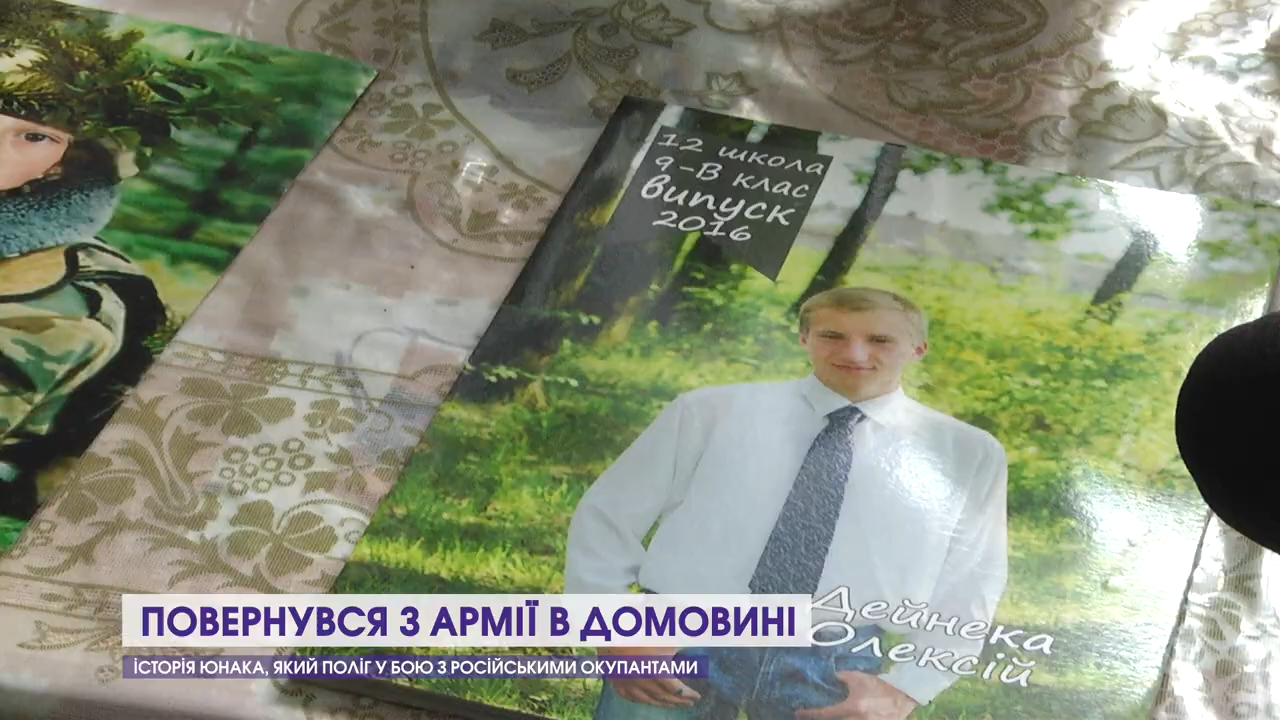 12 школа
9-В клас
випуск
2016
Дейнека
Олексій
ПОВЕРНУВСЯ З АРМІЇ В ДОМОВИНІ
ІСТОРІЯ ЮНАКА, ЯКИЙ ПОЛІГ У БОЮ З РОСІЙСЬКИМИ ОКУПАНТАМИ